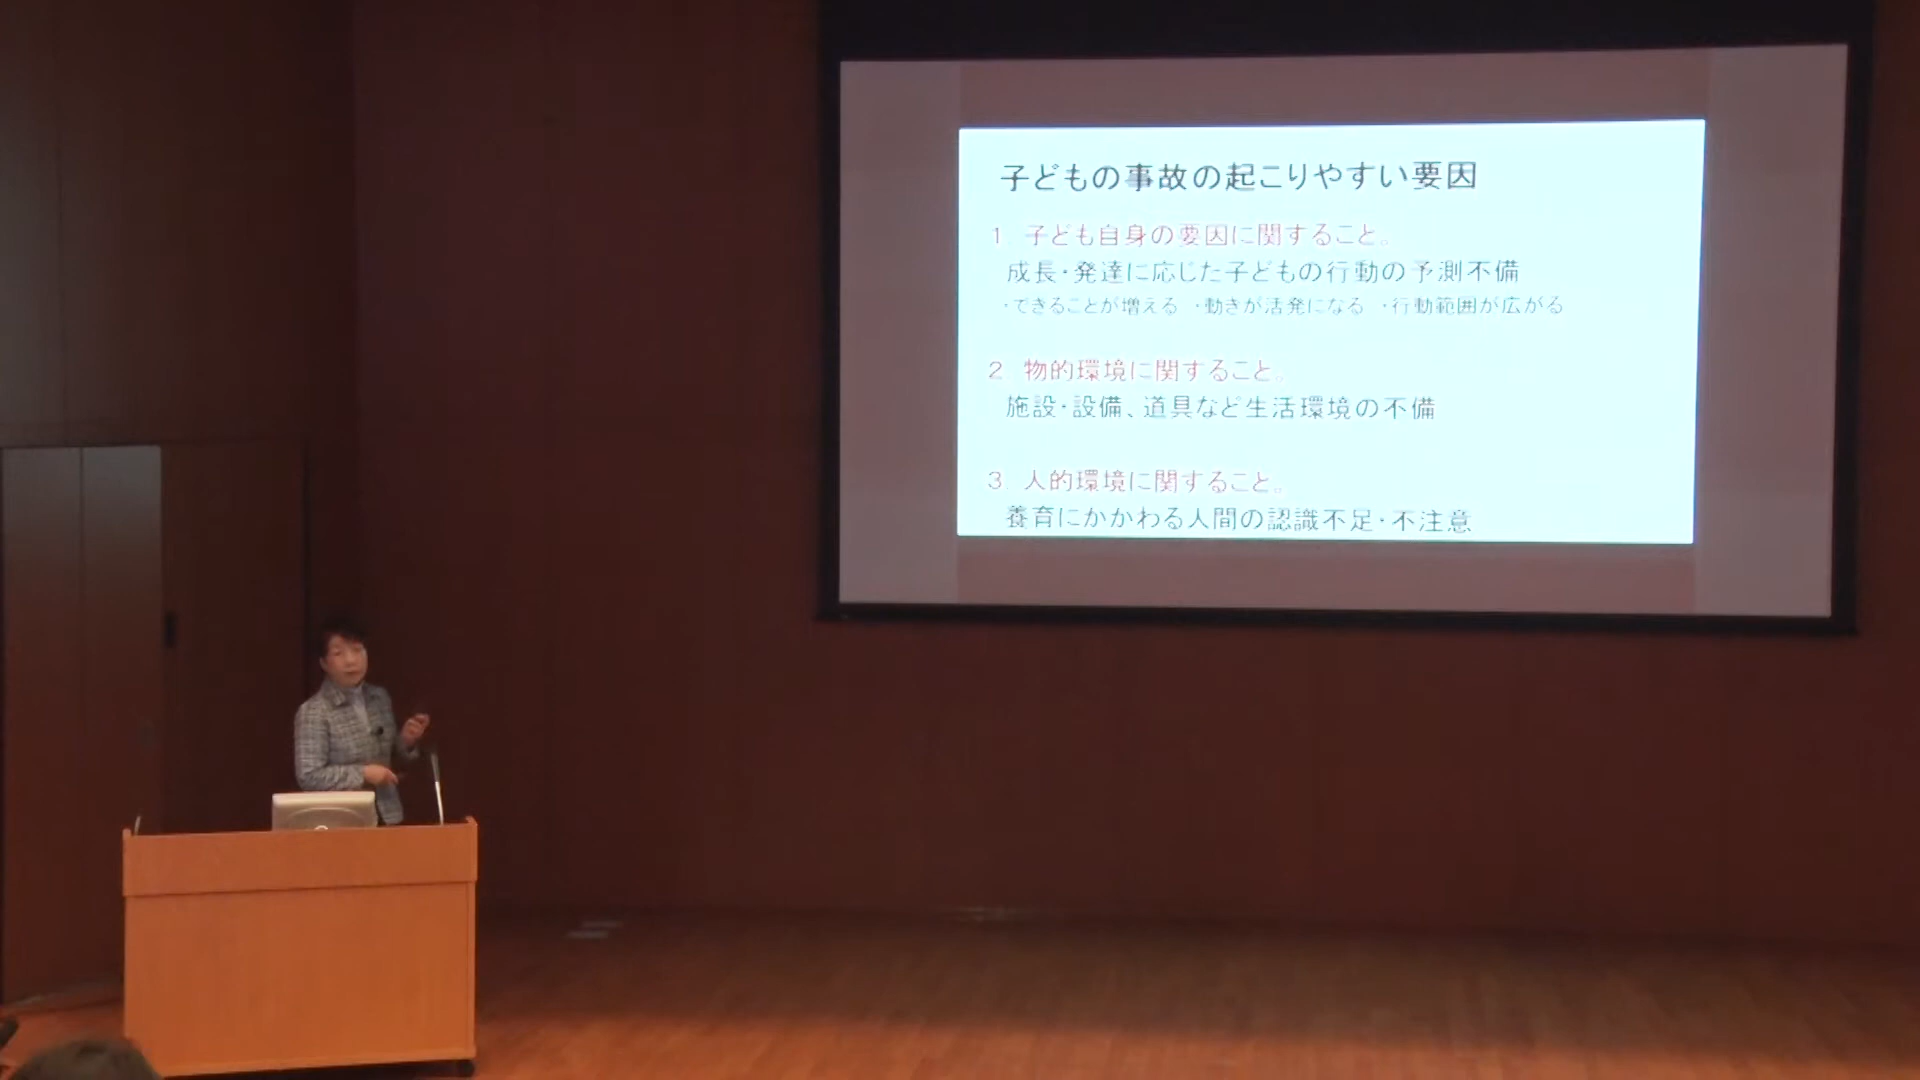 子どもの事故の起こりやすい要因
1. 子ども自身の要因に関すること。
成長・発達に応じた子どもの行動の予測不備
・できることが増える ・動きが活発になる ・行動範囲が広がる
2. 物的環境に関すること。
施設・設備、道具など生活環境の不備
3. 人的環境に関すること。
養育にかかわる人間の認識不足・不注意